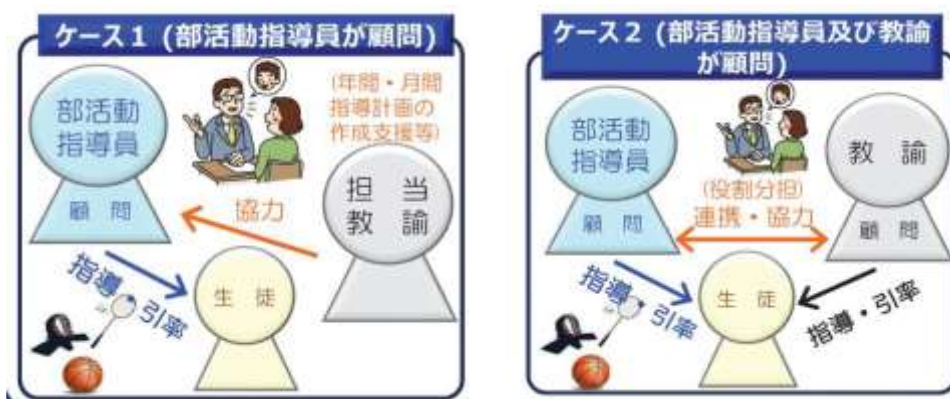 ケース１ (部活動指導員が顧問)
部活動
指導員
顧 問
(年間・月間
指導計画の
作成支援等)
担 当
教 諭
協力
指導・引率
生 徒
ケース２ (部活動指導員及び教諭
が顧問)
部活動
指導員
顧 問
教 諭
顧 問
(役割分担)
連携・協力
指導・引率
生 徒
指導・引率